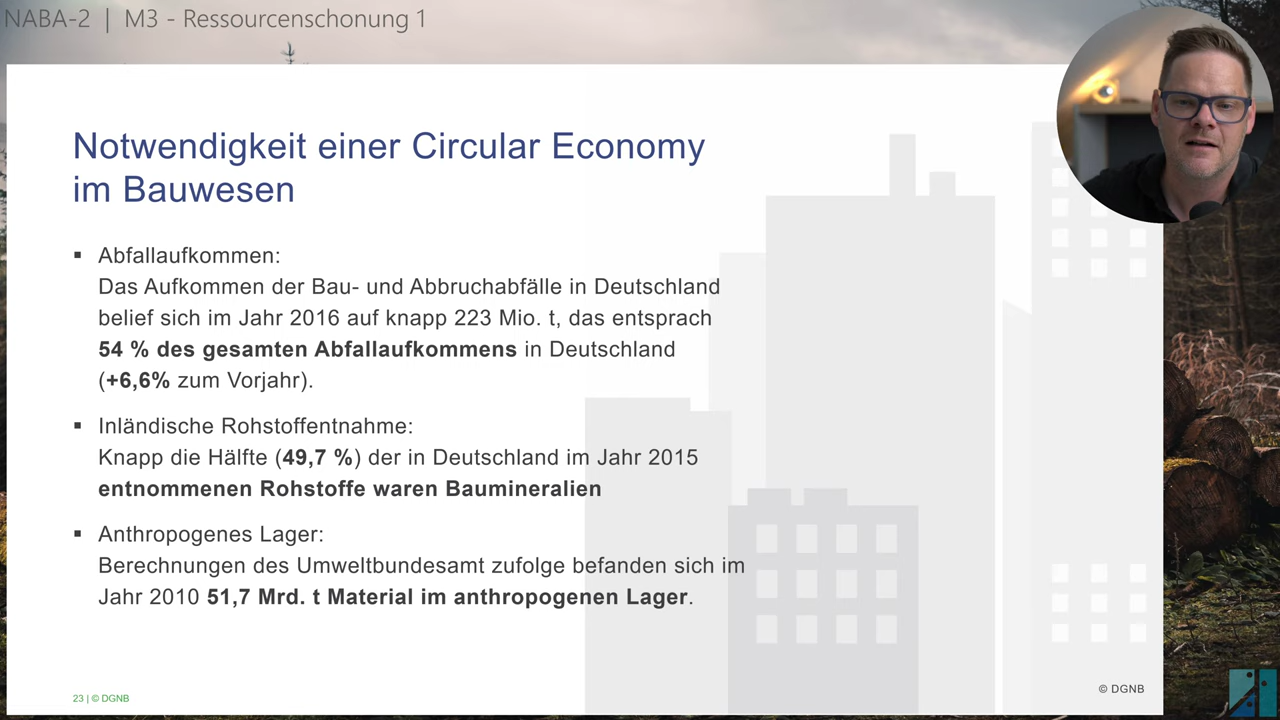 NABA-2 | M3 - Ressourcenschonung 1
Notwendigkeit einer Circular Economy
im Bauwesen
▪ Abfallaufkommen:
Das Aufkommen der Bau- und Abbruchabfälle in Deutschland
belief sich im Jahr 2016 auf knapp 223 Mio. t, das entsprach
54 % des gesamten Abfallaufkommens in Deutschland
(+6,6% zum Vorjahr).
▪ Inländische Rohstoffentnahme:
Knapp die Hälfte (49,7 %) der in Deutschland im Jahr 2015
entnommenen Rohstoffe waren Baumineralien
▪ Anthropogenes Lager:
Berechnungen des Umweltbundesamt zufolge befanden sich im
Jahr 2010 51,7 Mrd. t Material im anthropogenen Lager.
23 | © DGNB
© DGNB